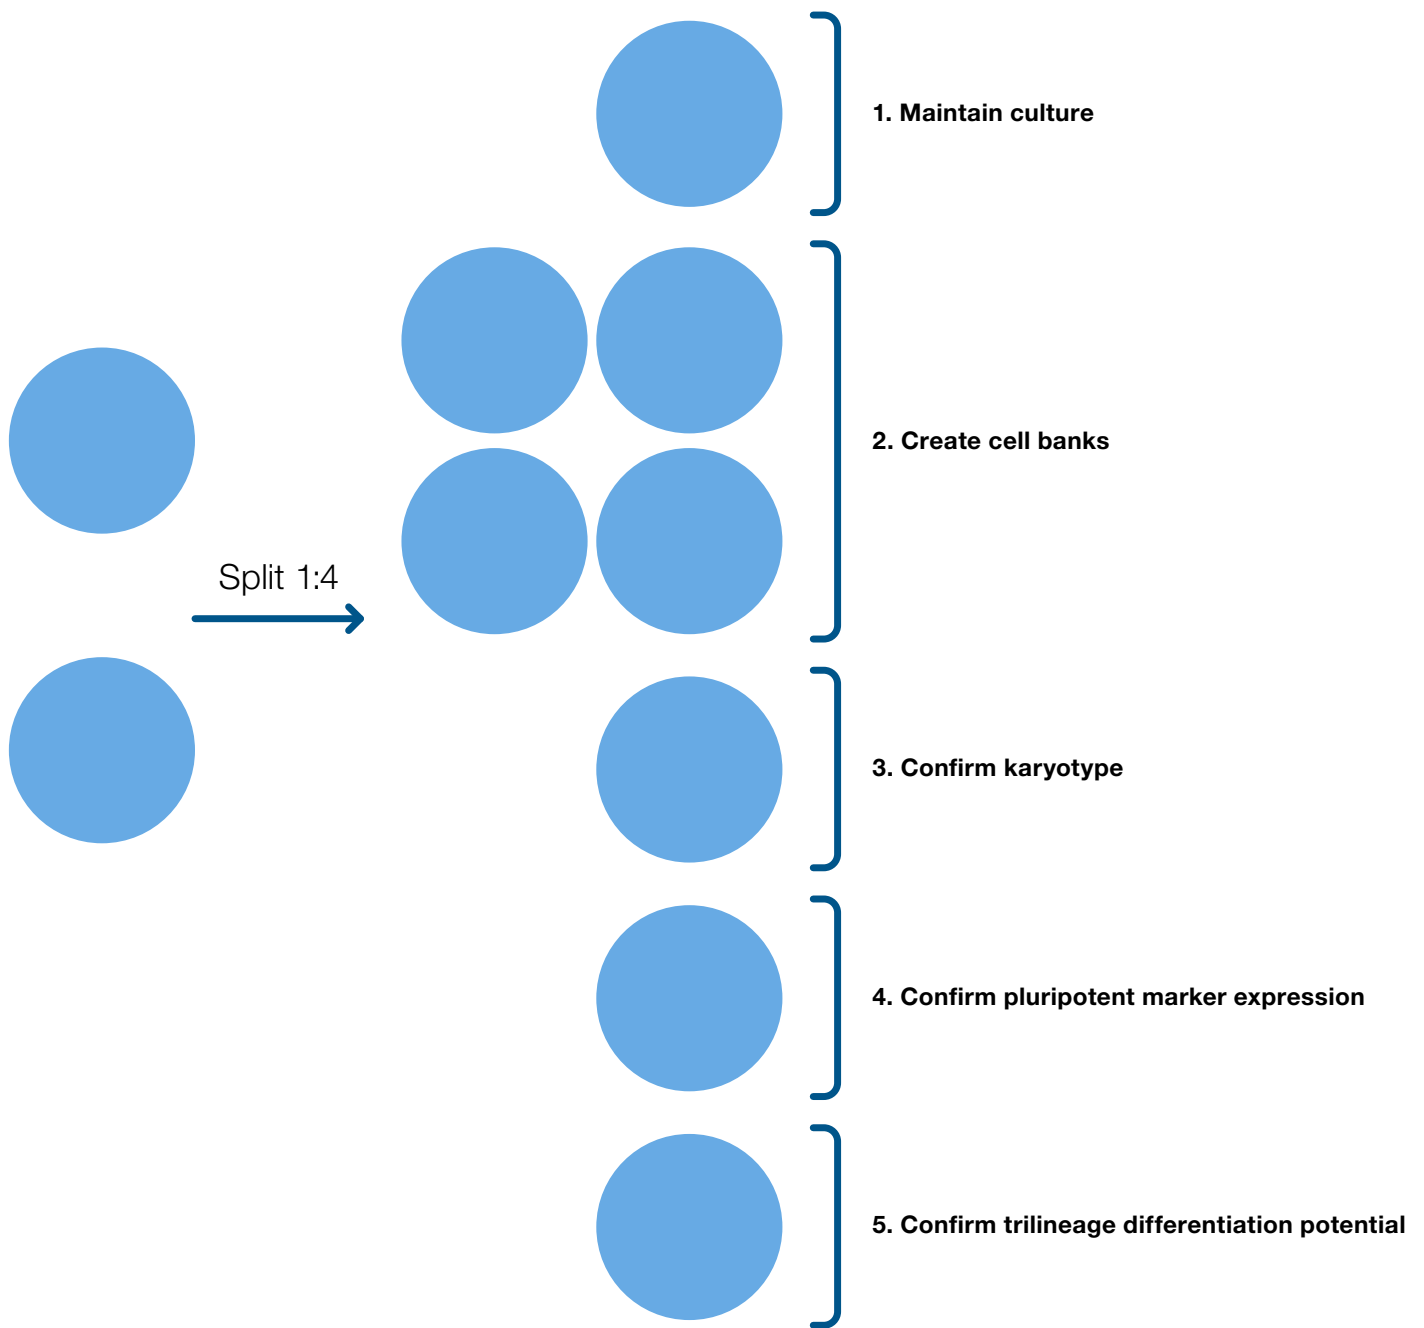 1. Maintain culture
2. Create cell banks
Split 1:4
3. Confirm karyotype
4. Confirm pluripotent marker expression
5. Confirm trilineage differentiation potential